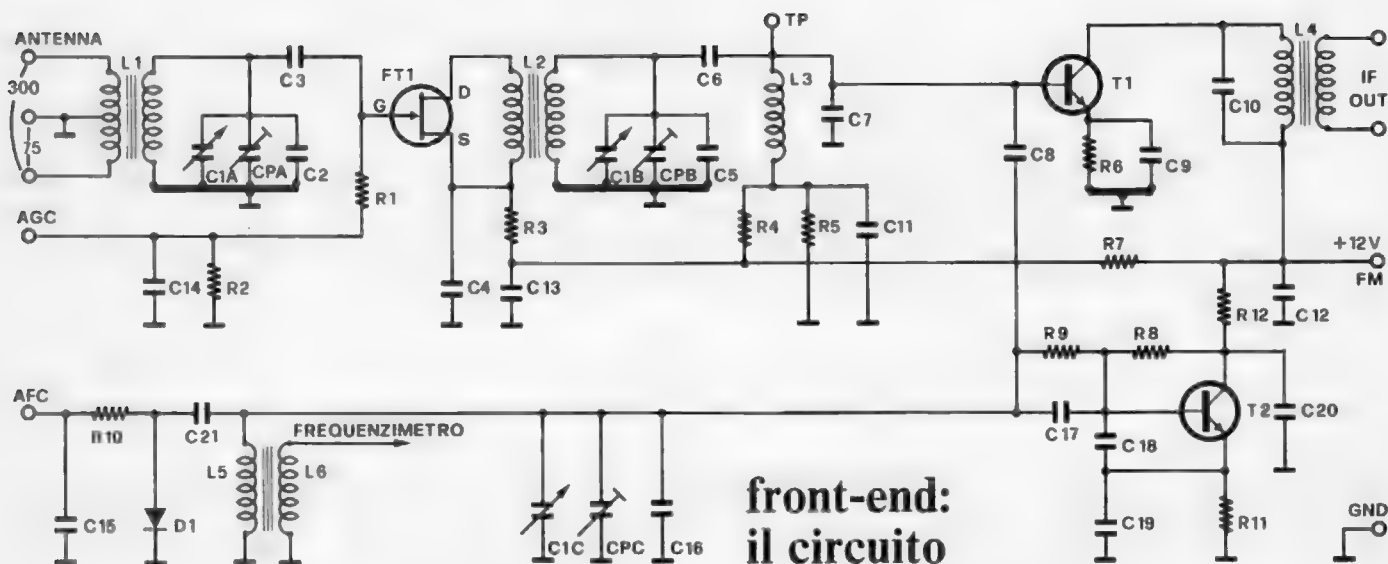 ANTENNA
300
75
L1
C3
FT1
G
D
S
C1A
CPA
C2
R1
AGC
C14
R2
L2
C6
TP
L3
C7
C1B
CPB
C5
R3
R4
R5
C11
C4
C13
T1
C8
R6
C9
C10
L4
IF
OUT
R7
+12V
FM
R12
C12
R9
R8
T2
C20
C17
C18
C19
R11
GND
AFC
R10
C21
FREQUENZIMETRO
L5
L6
C15
D1
C1C
CPC
C16
front-end:
il circuito